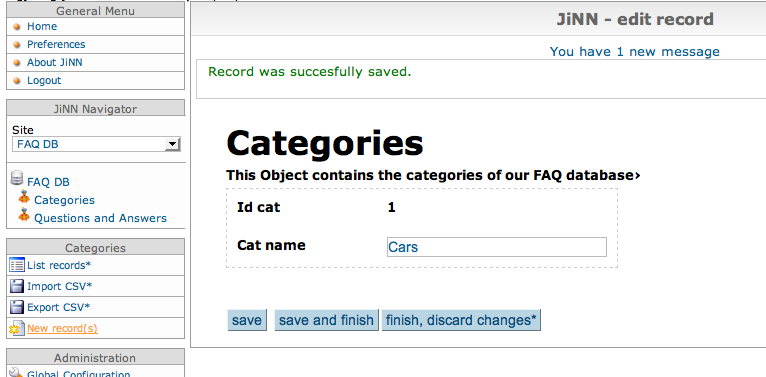 General Menu
Home
Preferences
About JiNN
Logout
JiNN Navigator
Site
FAQ DB
FAQ DB
Categories
Questions and Answers
Categories
List records*
Import CSV*
Export CSV*
New record(s)
Administration
Global Configuration
JiNN - edit record
You have 1 new message
Record was succesfully saved.
Categories
This Object contains the categories of our FAQ database›
Id cat 1
Cat name Cars
save save and finish finish, discard changes*